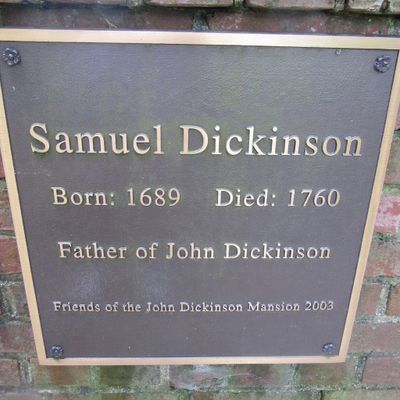 Samuel Dickinson
Born: 1689 Died: 1760
Father of John Dickinson
Friends of the John Dickinson Mansion 2003